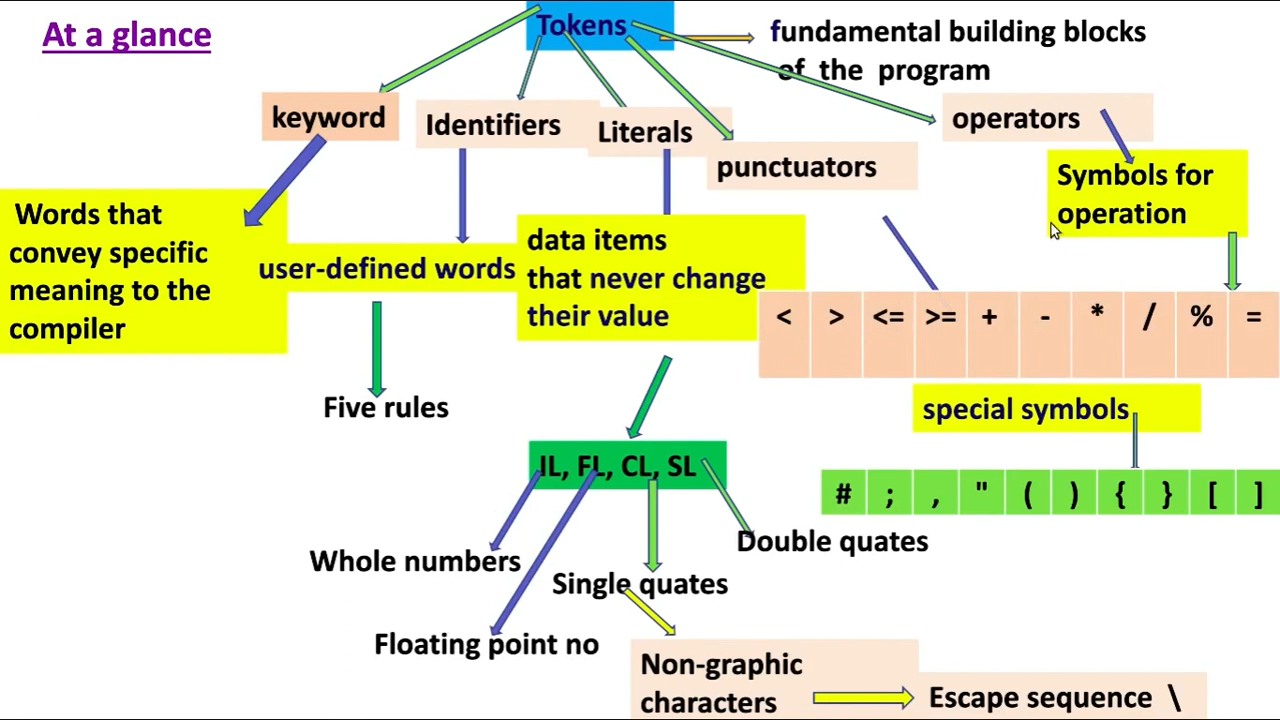 At a glance
Tokens
fundamental building blocks
of the program
keyword
Identifiers
Literals
punctuators
operators
Words that
convey specific
meaning to the
compiler
user-defined words
data items
that never change
their value
Symbols for
operation
< > <= >= + - * / % =
Five rules
special symbols
IL, FL, CL, SL
# ; , " ( ) { } [ ]
Whole numbers
Single quates
Double quates
Floating point no
Non-graphic
characters
Escape sequence \